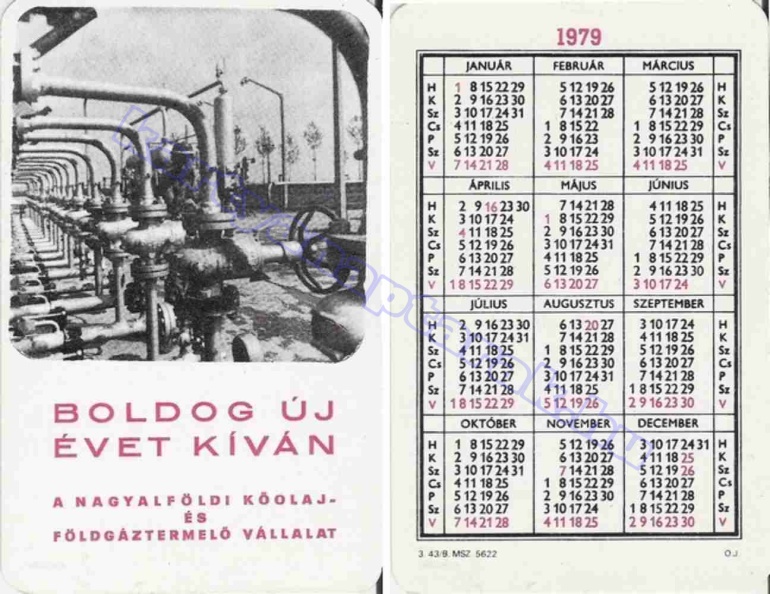 BOLDOG ÚJ
ÉVET KÍVÁN
A NAGYALFÖLDI KŐOLAJ-
ÉS
FÖLDGÁZTERMELŐ VÁLLALAT
1979
JANUÁR FEBRUÁR MÁRCIUS
H 1 8 15 22 29 5 12 19 26 5 12 19 26 H
K 2 9 16 23 30 6 13 20 27 6 13 20 27 K
Sz 3 10 17 24 31 7 14 21 28 7 14 21 28 Sz
Cs 4 11 18 25 1 8 15 22 1 8 15 22 29 Cs
P 5 12 19 26 2 9 16 23 2 9 16 23 30 P
Sz 6 13 20 27 3 10 17 24 3 10 17 24 31 Sz
V 7 14 21 28 4 11 18 25 4 11 18 25 V
ÁPRILIS MÁJUS JÚNIUS
H 2 9 16 23 30 7 14 21 28 4 11 18 25 H
K 3 10 17 24 1 8 15 22 29 5 12 19 26 K
Sz 4 11 18 25 2 9 16 23 30 6 13 20 27 Sz
Cs 5 12 19 26 3 10 17 24 31 7 14 21 28 Cs
P 6 13 20 27 4 11 18 25 1 8 15 22 29 P
Sz 7 14 21 28 5 12 19 26 2 9 16 23 30 Sz
V 1 8 15 22 29 6 13 20 27 3 10 17 24 V
JÚLIUS AUGUSZTUS SZEPTEMBER
H 2 9 16 23 30 6 13 20 27 3 10 17 24 H
K 3 10 17 24 31 7 14 21 28 4 11 18 25 K
Sz 4 11 18 25 1 8 15 22 29 5 12 19 26 Sz
Cs 5 12 19 26 2 9 16 23 30 6 13 20 27 Cs
P 6 13 20 27 3 10 17 24 31 7 14 21 28 P
Sz 7 14 21 28 4 11 18 25 1 8 15 22 29 Sz
V 1 8 15 22 29 5 12 19 26 2 9 16 23 30 V
OKTÓBER NOVEMBER DECEMBER
H 1 8 15 22 29 5 12 19 26 3 10 17 24 31 H
K 2 9 16 23 30 6 13 20 27 4 11 18 25 K
Sz 3 10 17 24 31 7 14 21 28 5 12 19 26 Sz
Cs 4 11 18 25 1 8 15 22 29 6 13 20 27 Cs
P 5 12 19 26 2 9 16 23 30 7 14 21 28 P
Sz 6 13 20 27 3 10 17 24 1 8 15 22 29 Sz
V 7 14 21 28 4 11 18 25 2 9 16 23 30 V
3. 43/9. MSZ 5622 O.J.